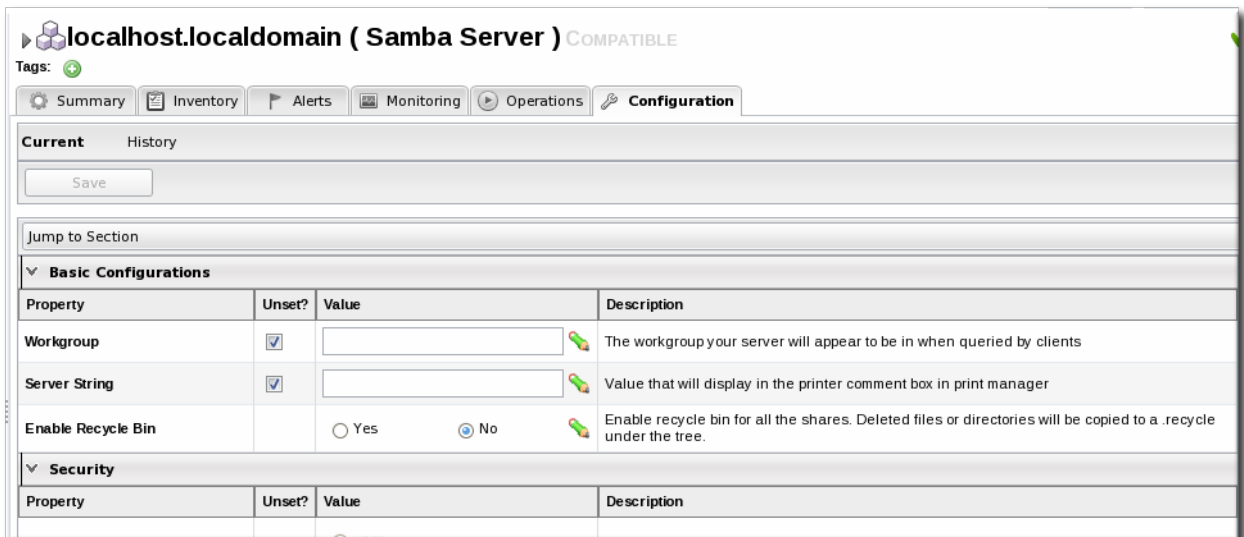 localhost.localdomain ( Samba Server ) COMPATIBLE
Tags:
Summary Inventory Alerts Monitoring Operations Configuration
Current History
Save
Jump to Section
Basic Configurations
Property Unset? Value Description
Workgroup The workgroup your server will appear to be in when queried by clients
Server String Value that will display in the printer comment box in print manager
Enable Recycle Bin Yes No Enable recycle bin for all the shares. Deleted files or directories will be copied to a .recycle
under the tree.
Security
Property Unset? Value Description